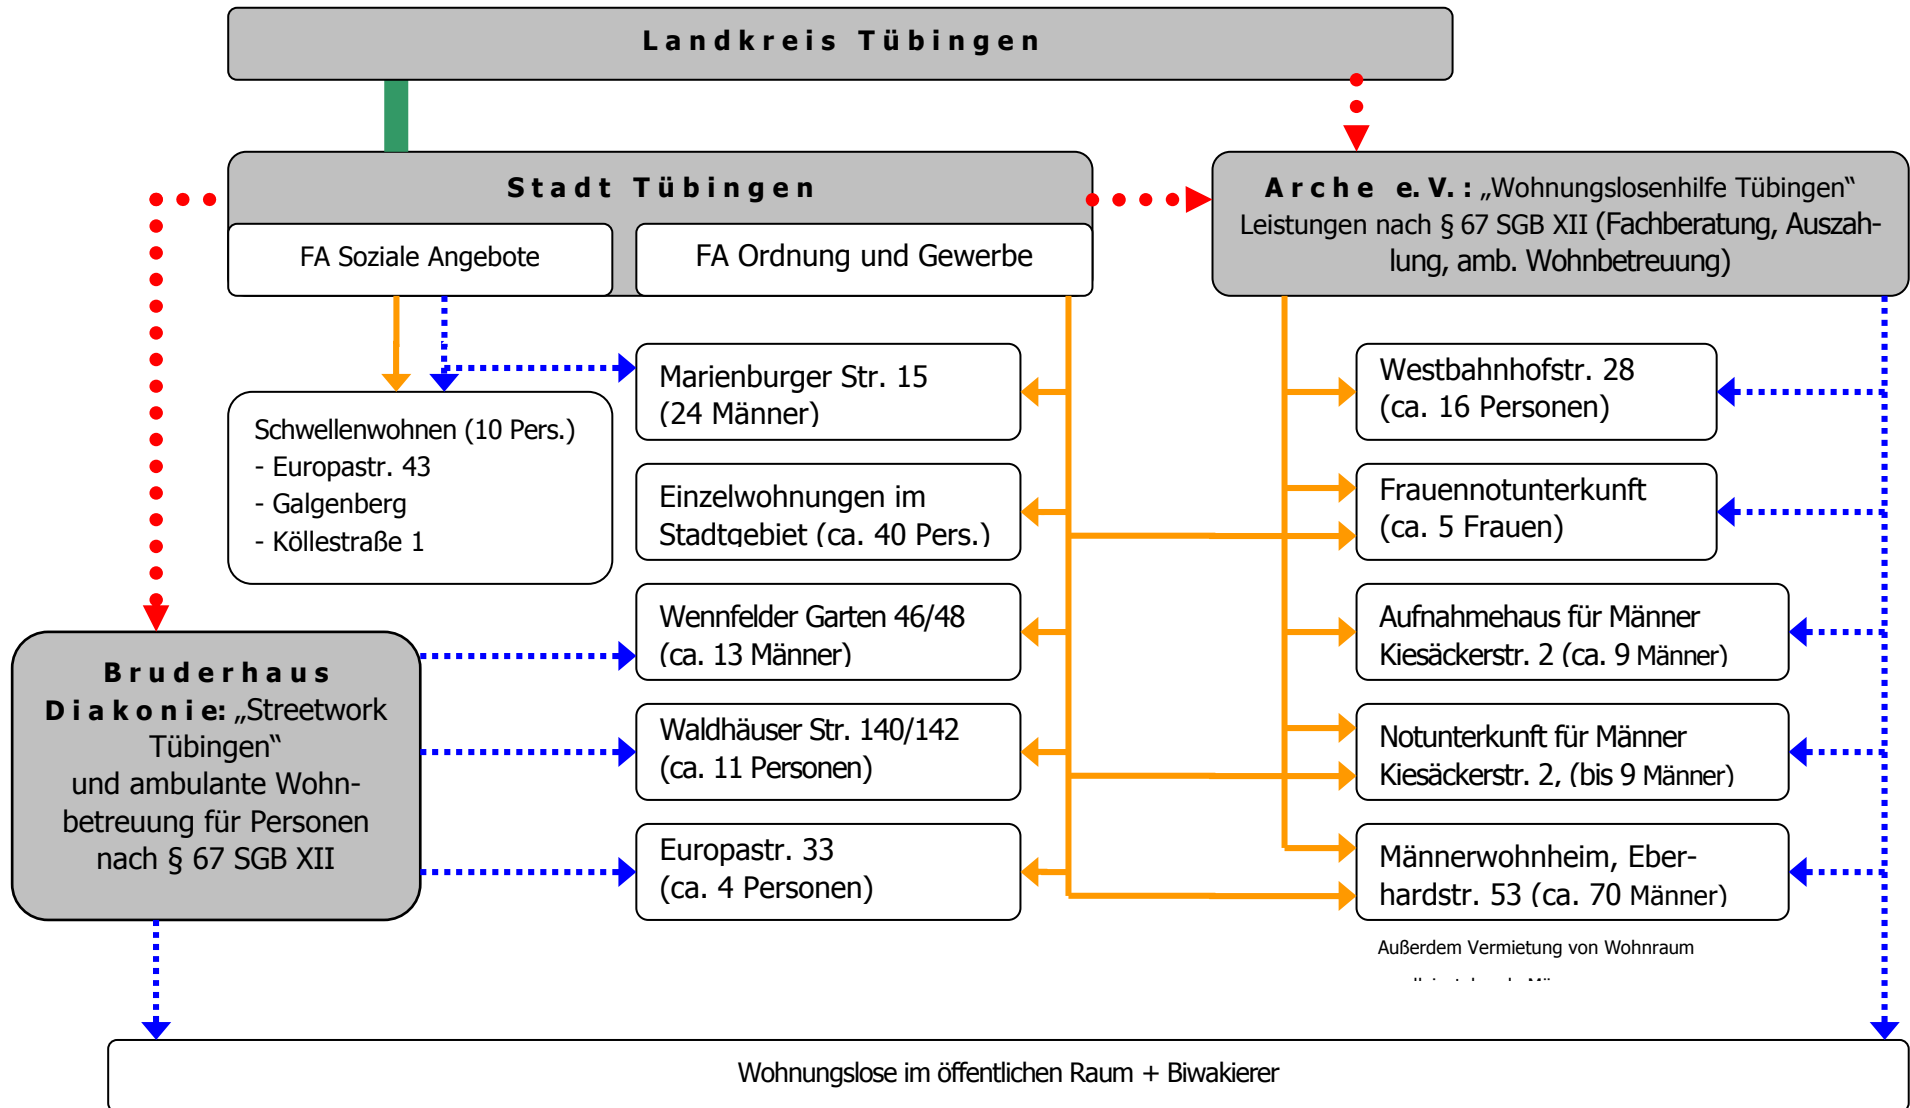 Landkreis Tübingen
Stadt Tübingen
FA Soziale Angebote
FA Ordnung und Gewerbe
Arche e. V. : „Wohnungslosenhilfe Tübingen“
Leistungen nach § 67 SGB XII (Fachberatung, Auszah-
lung, amb. Wohnbetreuung)
Schwellenwohnen (10 Pers.)
- Europastr. 43
- Galgenberg
- Köllestraße 1
Marienburger Str. 15
(24 Männer)
Einzelwohnungen im
Stadtgebiet (ca. 40 Pers.)
Wennfelder Garten 46/48
(ca. 13 Männer)
Waldhäuser Str. 140/142
(ca. 11 Personen)
Europastr. 33
(ca. 4 Personen)
Westbahnhofstr. 28
(ca. 16 Personen)
Frauennotunterkunft
(ca. 5 Frauen)
Aufnahmehaus für Männer
Kiesäckerstr. 2 (ca. 9 Männer)
Notunterkunft für Männer
Kiesäckerstr. 2, (bis 9 Männer)
Männerwohnheim, Eber-
hardstr. 53 (ca. 70 Männer)
Außerdem Vermietung von Wohnraum
Bruderhaus
Diakonie: „Streetwork
Tübingen“
und ambulante Wohn-
betreuung für Personen
nach § 67 SGB XII
Wohnungslose im öffentlichen Raum + Biwakierer